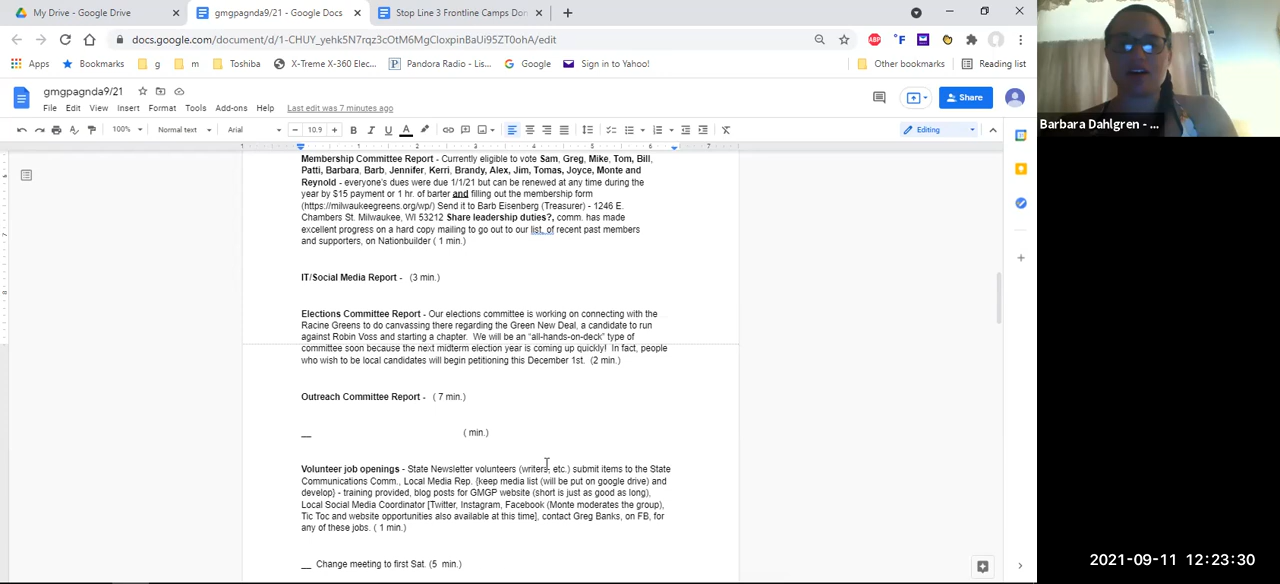 My Drive - Google Drive
gmgpagnda9/21 - Google Docs
Stop Line 3 Frontline Camps Don
docs.google.com/document/d/1-CHUY_yehk5N7rqz3cOtM6MgCloxpinBaUi95ZT0ohA/edit
Apps
Bookmarks
g
m
Toshiba
X-Treme X-360 Elec...
Pandora Radio - Lis...
Google
Sign in to Yahoo!
Other bookmarks
Reading list
gmgpagnda9/21
File Edit View Insert Format Tools Add-ons Help Last edit was 7 minutes ago
Share
100% Normal text Arial 10.9 Editing
Membership Committee Report - Currently eligible to vote Sam, Greg, Mike, Tom, Bill,
Patti, Barbara, Barb, Jennifer, Kerri, Brandy, Alex, Jim, Tomas, Joyce, Monte and
Reynold - everyone's dues were due 1/1/21 but can be renewed at any time during the
year by $15 payment or 1 hr. of barter and filling out the membership form
(https://milwaukeegreens.org/wp/) Send it to Barb Eisenberg (Treasurer) - 1246 E.
Chambers St. Milwaukee, WI 53212 Share leadership duties?, comm. has made
excellent progress on a hard copy mailing to go out to our list, of recent past members
and supporters, on Nationbuilder ( 1 min.)
IT/Social Media Report - (3 min.)
Elections Committee Report - Our elections committee is working on connecting with the
Racine Greens to do canvassing there regarding the Green New Deal, a candidate to run
against Robin Voss and starting a chapter. We will be an “all-hands-on-deck” type of
committee soon because the next midterm election year is coming up quickly! In fact, people
who wish to be local candidates will begin petitioning this December 1st. (2 min.)
Outreach Committee Report - ( 7 min.)
__ ( min.)
Volunteer job openings - State Newsletter volunteers (writers, etc.) submit items to the State
Communications Comm., Local Media Rep. {keep media list (will be put on google drive) and
develop} - training provided, blog posts for GMGP website (short is just as good as long),
Local Social Media Coordinator [Twitter, Instagram, Facebook (Monte moderates the group),
Tic Toc and website opportunities also available at this time], contact Greg Banks, on FB, for
any of these jobs. ( 1 min.)
__ Change meeting to first Sat. (5 min.)
Barbara Dahlgren - ...
2021-09-11 12:23:30